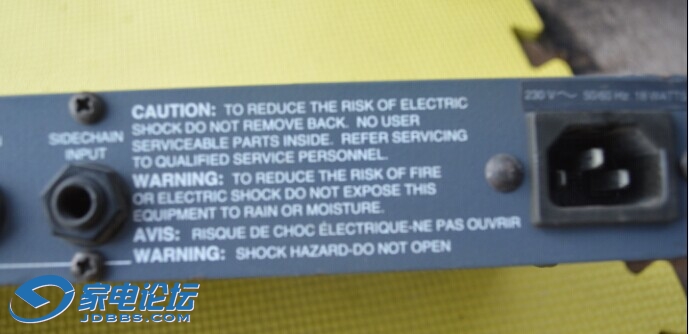 230 V~ 50/60 Hz 18 WATTS
SIDECHAIN
INPUT
CAUTION: TO REDUCE THE RISK OF ELECTRIC
SHOCK DO NOT REMOVE BACK. NO USER
SERVICEABLE PARTS INSIDE. REFER SERVICING
TO QUALIFIED SERVICE PERSONNEL.
WARNING: TO REDUCE THE RISK OF FIRE
OR ELECTRIC SHOCK DO NOT EXPOSE THIS
EQUIPMENT TO RAIN OR MOISTURE.
AVIS: RISQUE DE CHOC ÉLECTRIQUE-NE PAS OUVRIR
WARNING: SHOCK HAZARD-DO NOT OPEN
家电论坛
JDBBS.COM